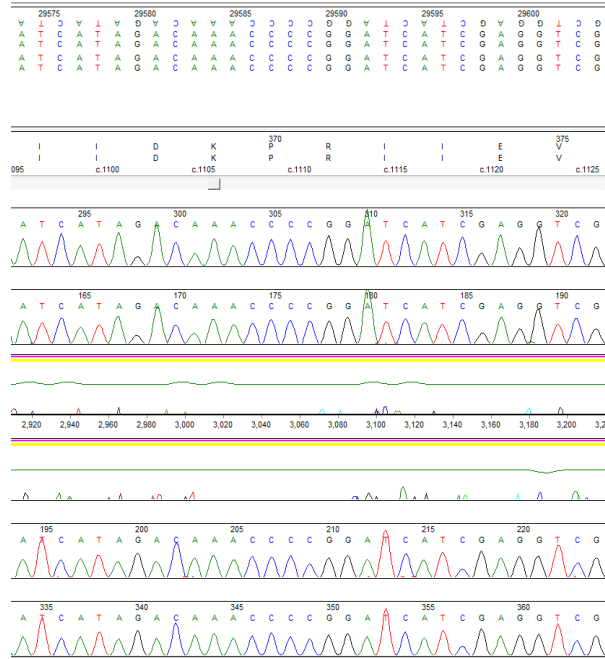 29575 29580 29585 29590 29595 29600
A T C A T A G A C A A A C C C C G G A T C A T C G A G G T C G
A T C A T A G A C A A A C C C C G G A T C A T C G A G G T C G
A T C A T A G A C A A A C C C C G G A T C A T C G A G G T C G
A T C A T A G A C A A A C C C C G G A T C A T C G A G G T C G
A T C A T A G A C A A A C C C C G G A T C A T C G A G G T C G
370 375
I I D K P R I I E V
I I D K P R I I E V
095 c.1100 c.1105 c.1110 c.1115 c.1120 c.1125
295 300 305 310 315 320
A T C A T A G A C A A A C C C C G G A T C A T C G A G G T C G
165 170 175 180 185 190
A T C A T A G A C A A A C C C C G G A T C A T C G A G G T C G
2,920 2,940 2,960 2,980 3,000 3,020 3,040 3,060 3,080 3,100 3,120 3,140 3,160 3,180 3,200 3,2
195 200 205 210 215 220
A T C A T A G A C A A A C C C C G G A T C A T C G A G G T C G
335 340 345 350 355 360
A T C A T A G A C A A A C C C C G G A T C A T C G A G G T C G